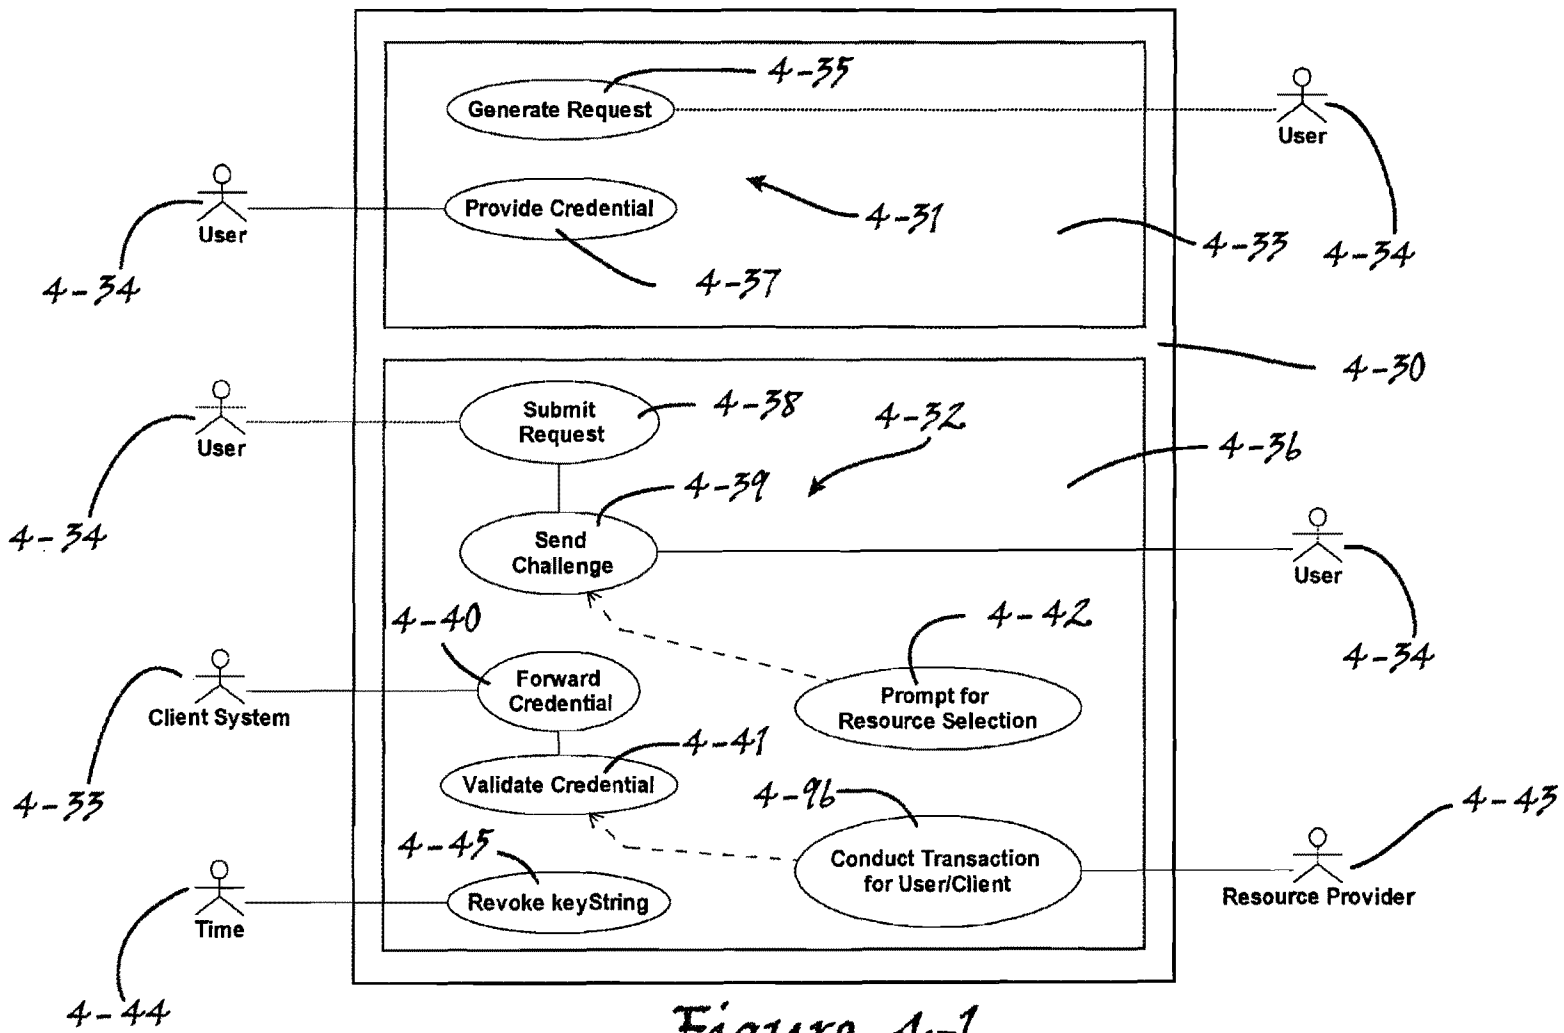 4-35
Generate Request
User
4-34
Provide Credential
User
4-34
4-31
4-33
4-37
4-30
Submit
Request
4-38
User
4-34
4-32
4-36
4-39
Send
Challenge
User
4-34
4-40
4-42
Forward
Credential
Client System
4-33
Prompt for
Resource Selection
4-41
Validate Credential
4-96
4-43
4-45
Conduct Transaction
for User/Client
Resource Provider
Revoke keyString
Time
4-44
Figure 4-1